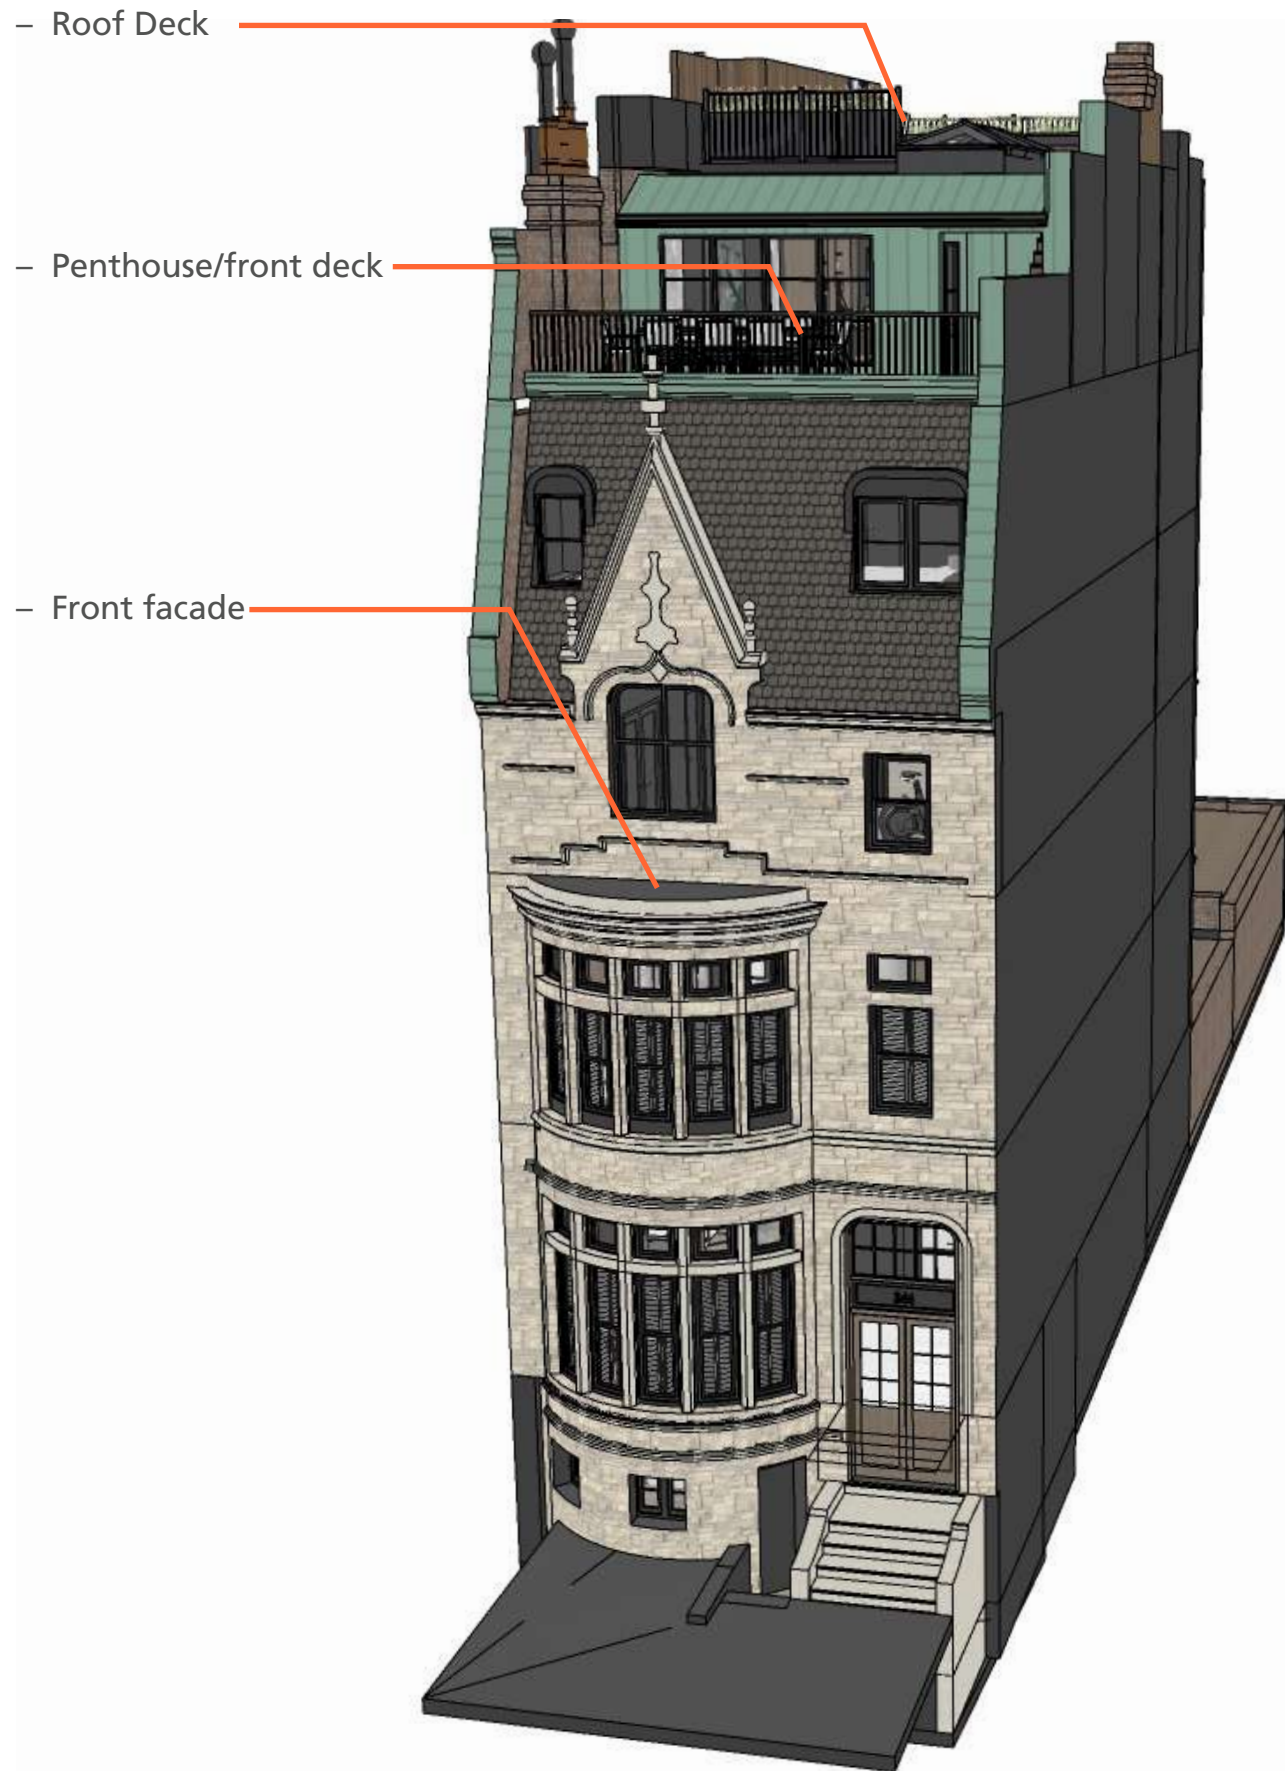 – Roof Deck
– Penthouse/front deck
– Front facade